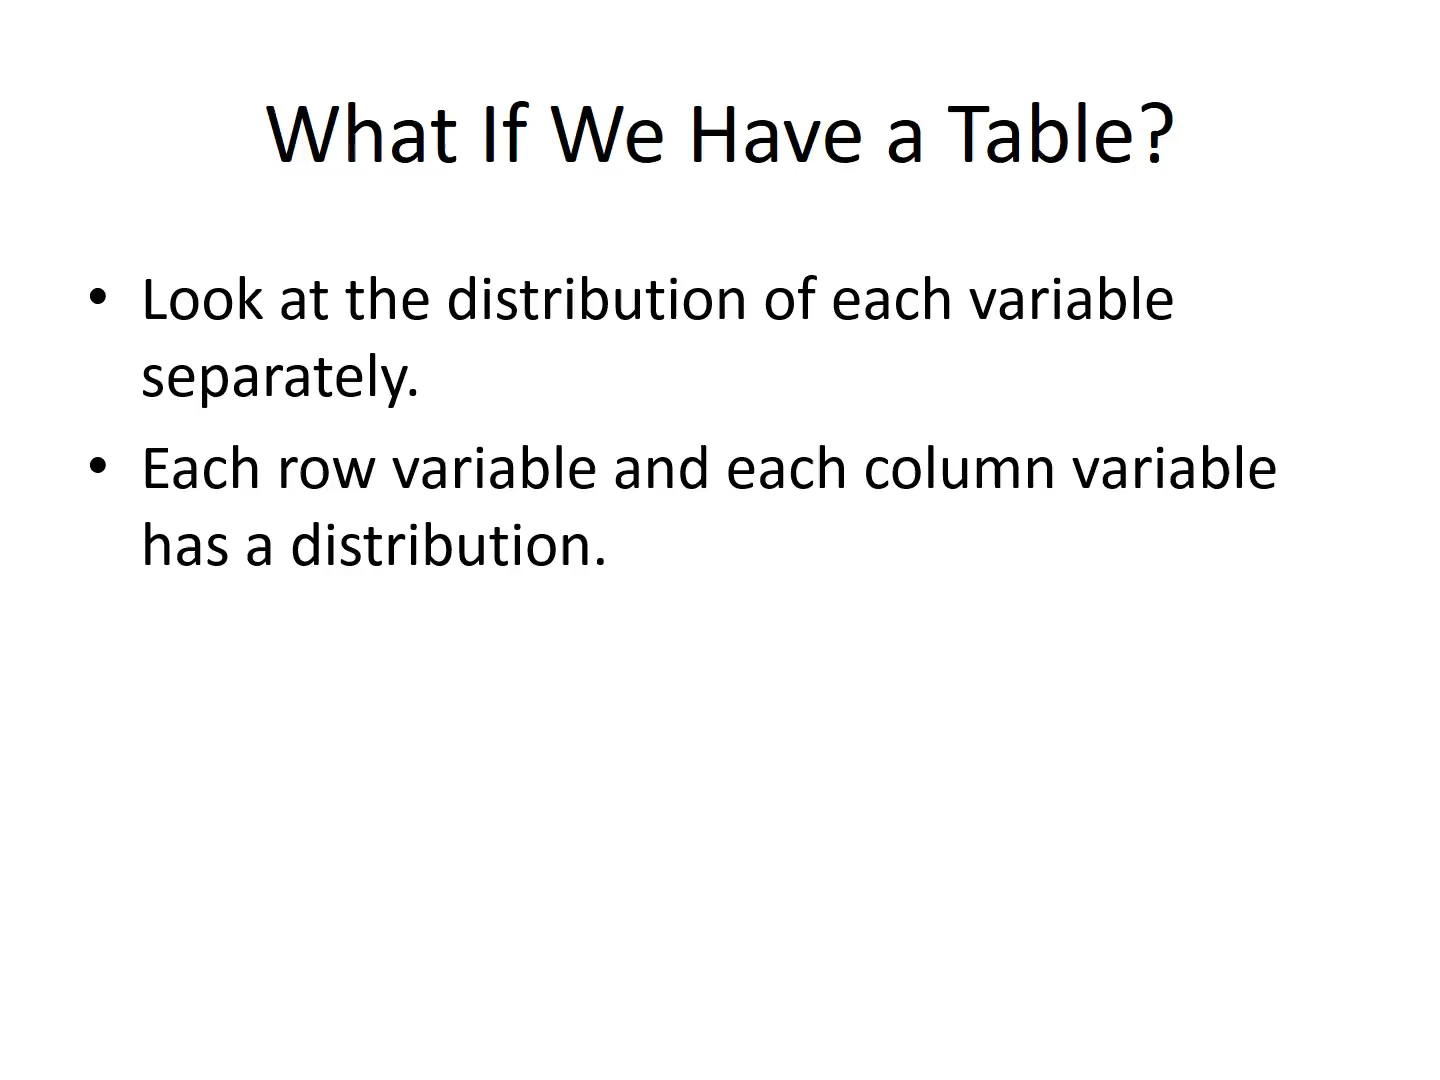 What If We Have a Table?
• Look at the distribution of each variable
separately.
• Each row variable and each column variable
has a distribution.